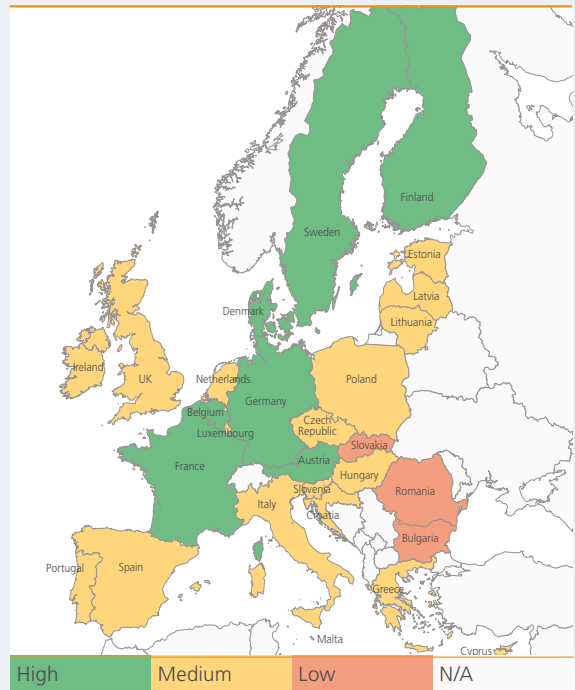 Finland
Sweden
Estonia
Denmark
Latvia
Lithuania
Ireland
UK
Netherlands
Poland
Germany
Belgium
Czech
Republic
Luxembourg
Slovakia
France
Austria
Hungary
Slovenia
Romania
Italy
Croatia
Bulgaria
Portugal
Spain
Greece
Malta
Cyprus
High Medium Low N/A